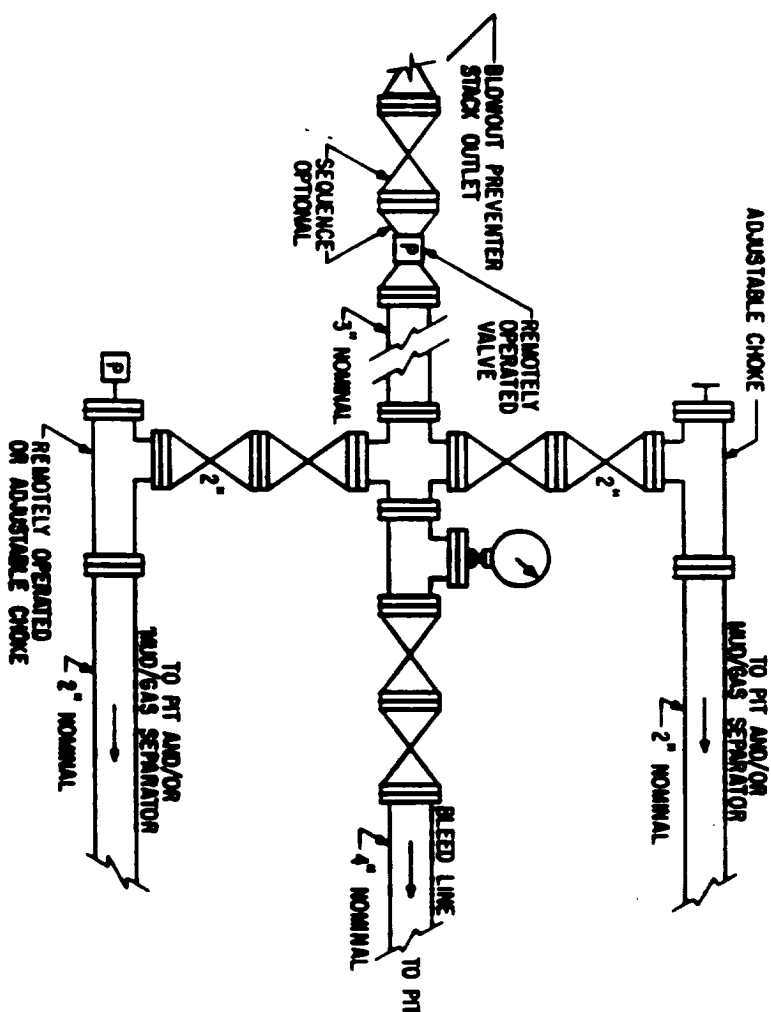 BLOWOUT PREVENTER
STACK OUTLET
SEQUENCE
OPTIONAL
P
REMOTELY
OPERATED
VALVE
3" NOMINAL
ADJUSTABLE CHOKE
2"
TO PIT AND/OR
MUD/GAS SEPARATOR
2" NOMINAL
BLEED LINE
4" NOMINAL
TO PIT
P
REMOTELY OPERATED
OR ADJUSTABLE CHOKE
2"
TO PIT AND/OR
MUD/GAS SEPARATOR
2" NOMINAL